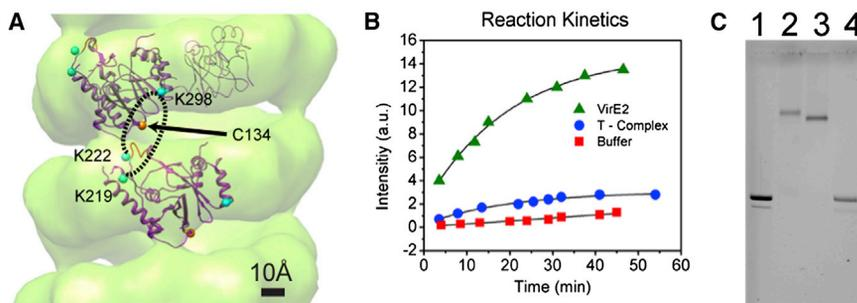 A
K298
C134
K222
K219
10Å
B
Reaction Kinetics
Intensitiy (a.u.)
16
14
12
10
8
6
4
2
0
-2
VirE2
T - Complex
Buffer
0 10 20 30 40 50 60
Time (min)
C
1 2 3 4